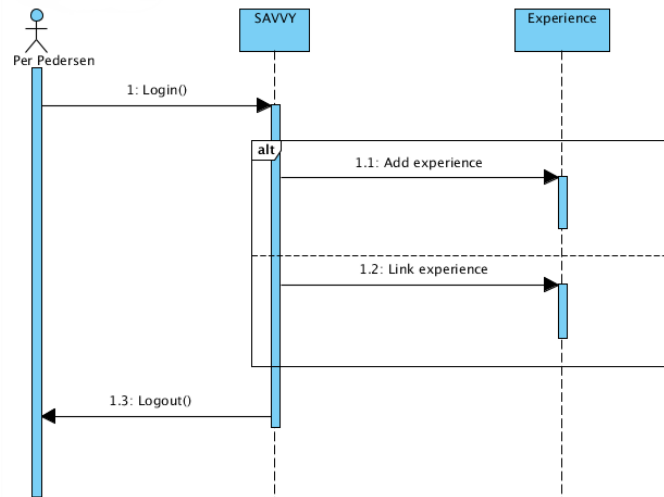 SAVVY
Experience
Per Pedersen
1: Login()
alt
1.1: Add experience
1.2: Link experience
1.3: Logout()